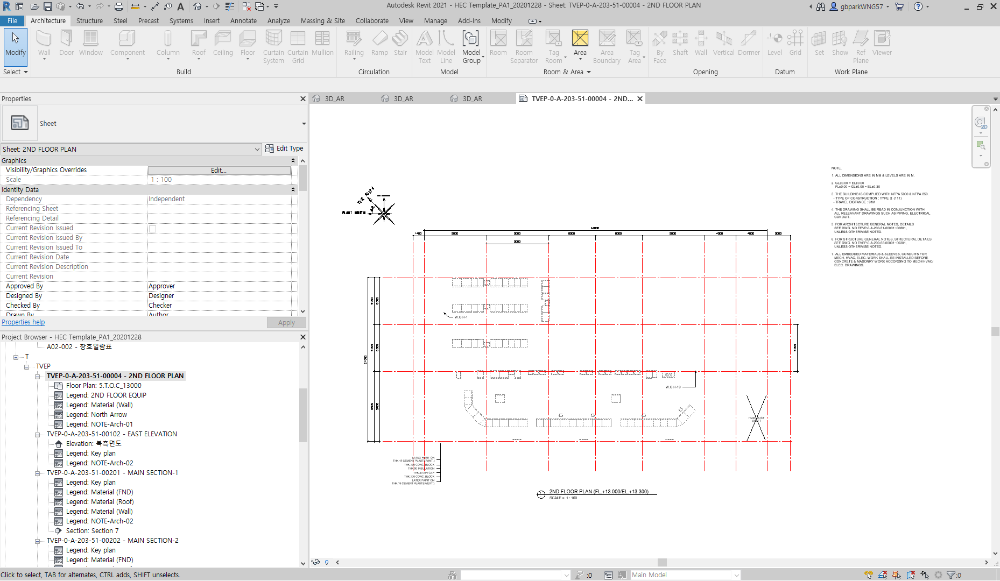 Autodesk Revit 2021 - HEC Template_PA1_20201228 - Sheet: TVEP-0-A-203-51-00004 - 2ND FLOOR PLAN
gbparkWNG57
File Architecture Structure Steel Precast Systems Insert Annotate Analyze Massing & Site Collaborate View Manage Add-Ins Modify
Modify
Wall Door Window Component Column Roof Ceiling Floor Curtain System Curtain Grid Mullion
Railing Ramp Stair Model Text Model Line Model Group Room Room Separator Tag Room Area Area Boundary Tag Area
By Face Shaft Wall Vertical Dormer Level Grid Set Show Ref Plane Viewer
Select Build Circulation Model Room & Area Opening Datum Work Plane
Properties
3D_AR 3D_AR 3D_AR TVEP-0-A-203-51-00004 - 2ND...
Sheet
Sheet: 2ND FLOOR PLAN Edit Type
Graphics
Visibility/Graphics Overrides Edit...
Scale 1 : 100
Identity Data
Dependency Independent
Referencing Sheet
Referencing Detail
Current Revision Issued
Current Revision Issued By
Current Revision Issued To
Current Revision Date
Current Revision Description
Current Revision
Approved By Approver
Designed By Designer
Checked By Checker
Drawn By Author
Properties help Apply
Project Browser - HEC Template_PA1_20201228
A02-002 - 창호일람표
T
TVEP
TVEP-0-A-203-51-00004 - 2ND FLOOR PLAN
Floor Plan: 5.T.O.C_13000
Legend: 2ND FLOOR EQUIP
Legend: Material (Wall)
Legend: North Arrow
Legend: NOTE-Arch-01
TVEP-0-A-203-51-00102 - EAST ELEVATION
Elevation: 북측면도
Legend: Key plan
Legend: NOTE-Arch-02
TVEP-0-A-203-51-00201 - MAIN SECTION-1
Legend: Key plan
Legend: Material (FND)
Legend: Material (Roof)
Legend: Material (Wall)
Legend: NOTE-Arch-02
Section: Section 7
TVEP-0-A-203-51-00202 - MAIN SECTION-2
Legend: Key plan
Legend: Material (FND)
NOTE.
1. ALL DIMENSIONS ARE IN MM & LEVELS ARE IN M.
2. GL±0.00 = EL±0.00
FL±0.00 = GL±0.00 = EL±0.30
3. THE BUILDING IS COMPLIED WITH NFPA 5000 & NFPA 850.
- TYPE OF CONSTRUCTION : TYPE Ⅱ (111)
- TRAVEL DISTANCE : 91M
4. THE DRAWING SHALL BE READ IN CONJUNCTION WITH
ALL RELEAVANT DRAWINGS SUCH AS PIPING, ELECTRICAL
CONDUIT.
5. FOR ARCHITECTURE GENERAL NOTES, DETAILS
SEE DWG. NO TEVP-0-A-200-51-00001~00801,
UNLESS OTHERWISE NOTED.
6. FOR STRUCTURE GENERAL NOTES, STRUCTURAL DETAILS
SEE DWG. NO TVEP-0-A-200-52-00001~00301,
UNLESS OTHERWISE NOTED.
7. ALL EMBEDDED MATERIALS & SLEEVES, CONDUITS FOR
MECH, HVAC, ELEC. WORK SHALL BE INSTALLED BEFORE
CONCRETE & MASONRY WORK ACCORDING TO MECH/HVAC/
ELEC. DRAWINGS.
TRUE NORTH
PLANT NORTH
44000
1400
4000 4000
W.O.H-1
W.O.H-19
21000
HVAC DUCT
LATEX PAINT ON
THK.15 CEMENT PLASTER(INT.)
THK.190 CONC. BLOCK
THK.50 INSULATION
THK.20 AIR CAP
THK.100 CONC. BLOCK
LATEX PAINT ON
THK.15 CEMENT PLASTER(EXT.)
2ND FLOOR PLAN (FL.+13.000/EL.+13.300)
SCALE = 1 : 100
Click to select, TAB for alternates, CTRL adds, SHIFT unselects.
:0
Main Model
:0